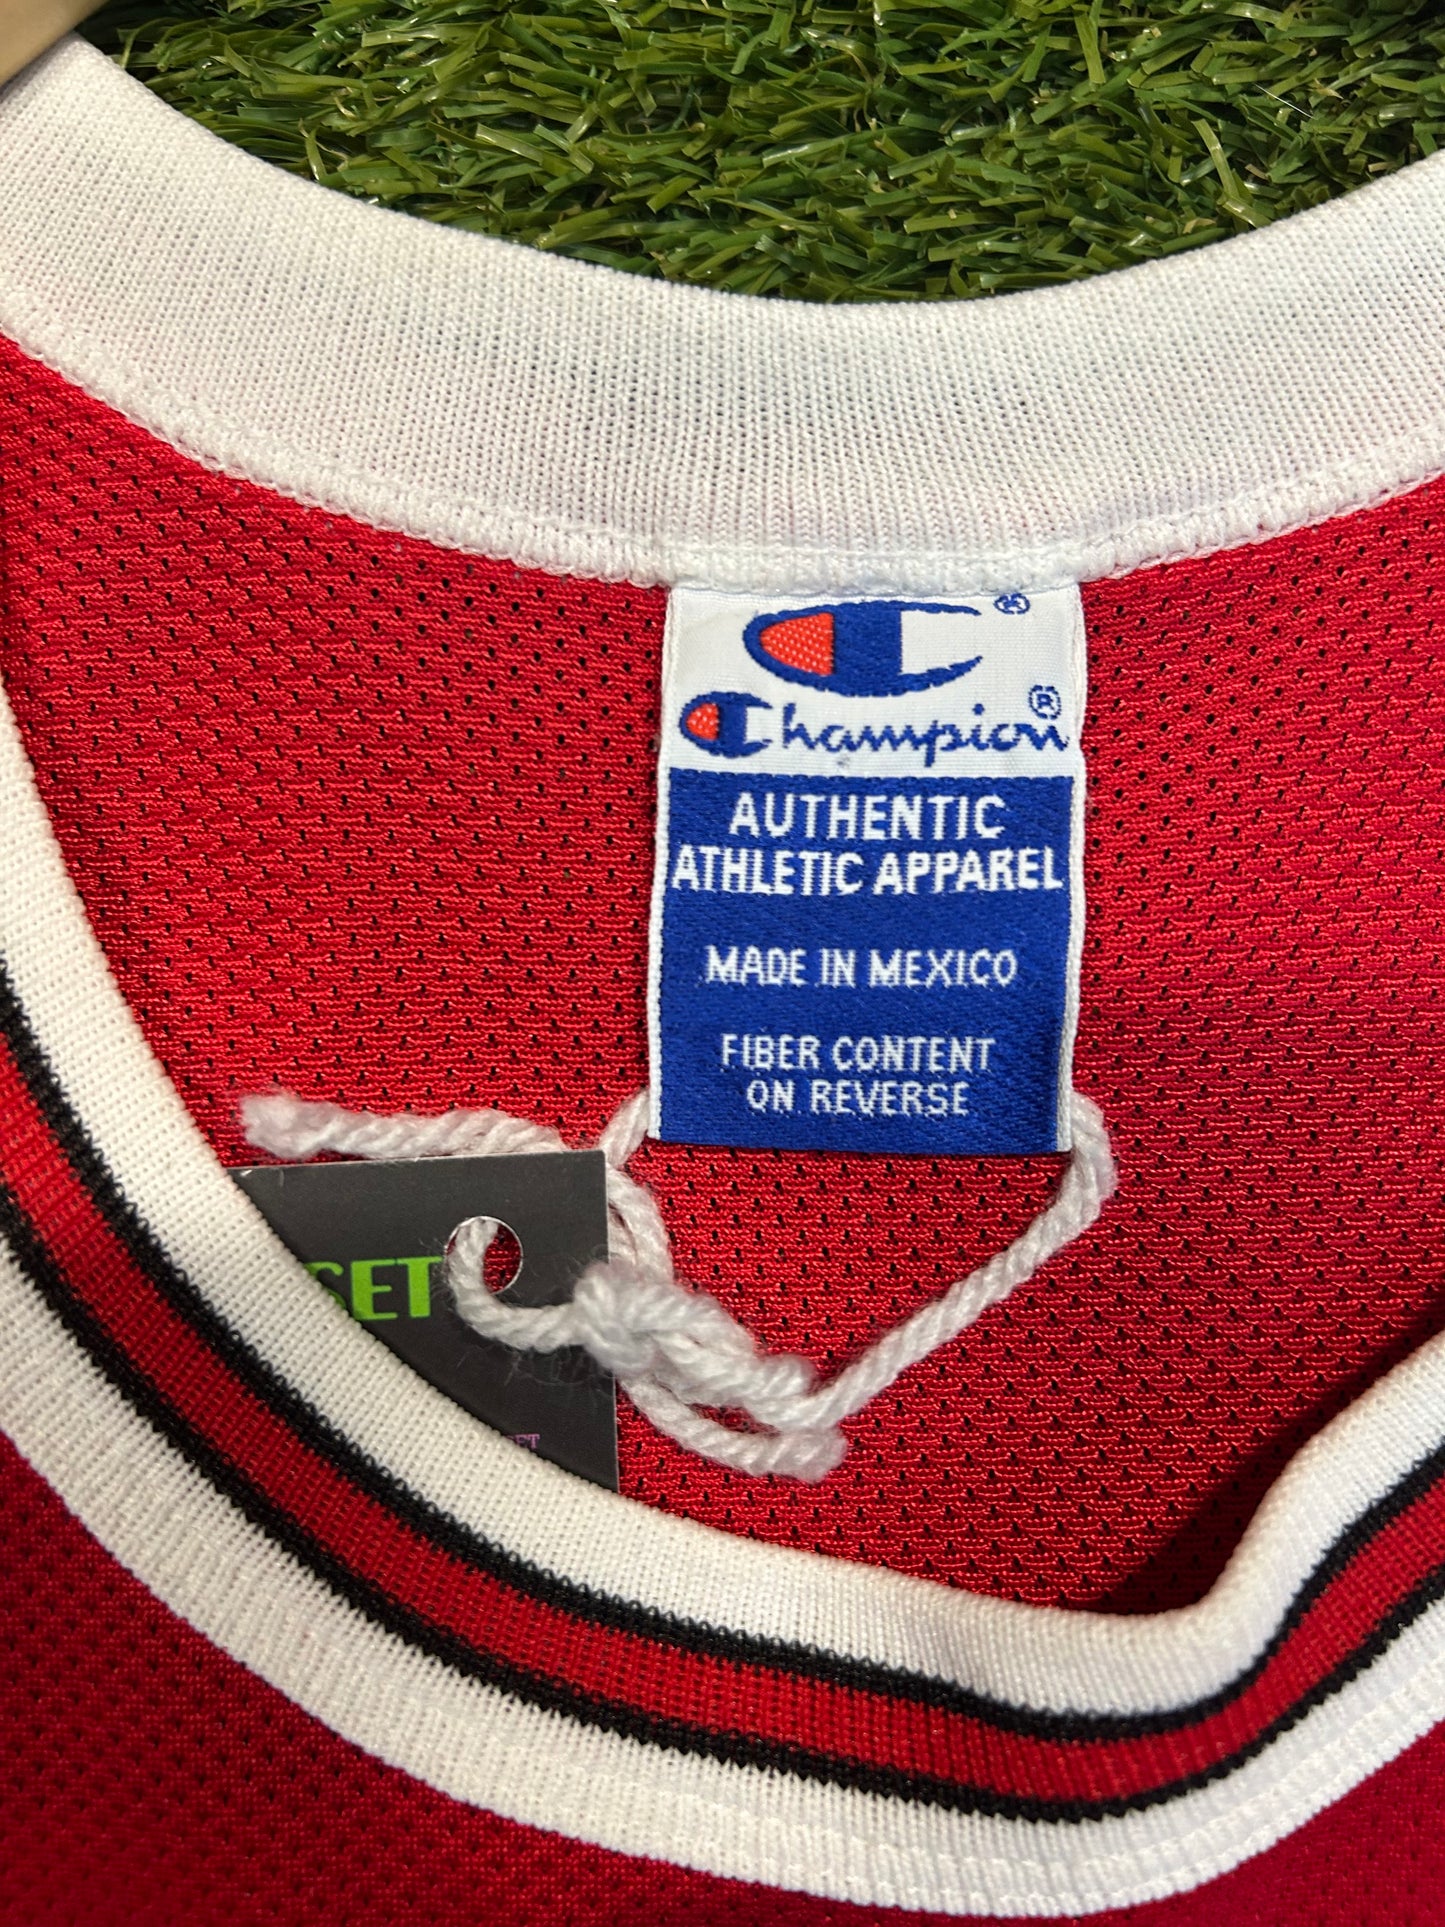 ®
Champion®
AUTHENTIC
ATHLETIC APPAREL
MADE IN MEXICO
FIBER CONTENT
ON REVERSE
SET